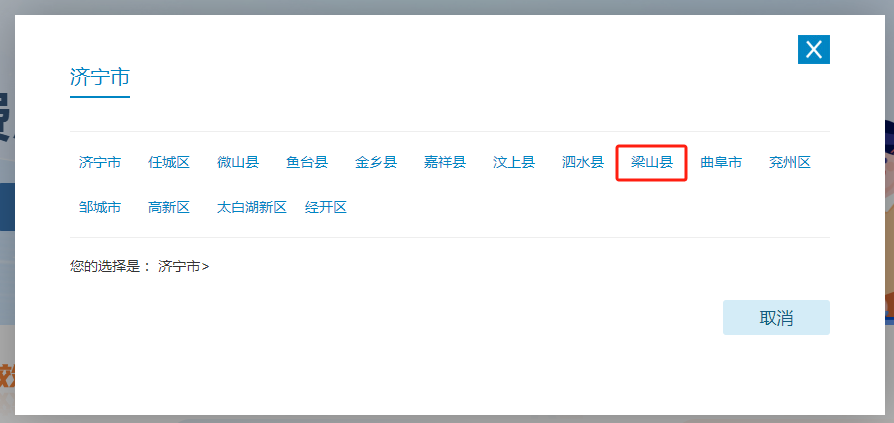 济宁市
济宁市 任城区 微山县 鱼台县 金乡县 嘉祥县 汶上县 泗水县 梁山县 曲阜市 兖州区
邹城市 高新区 太白湖新区 经开区
您的选择是： 济宁市>
取消